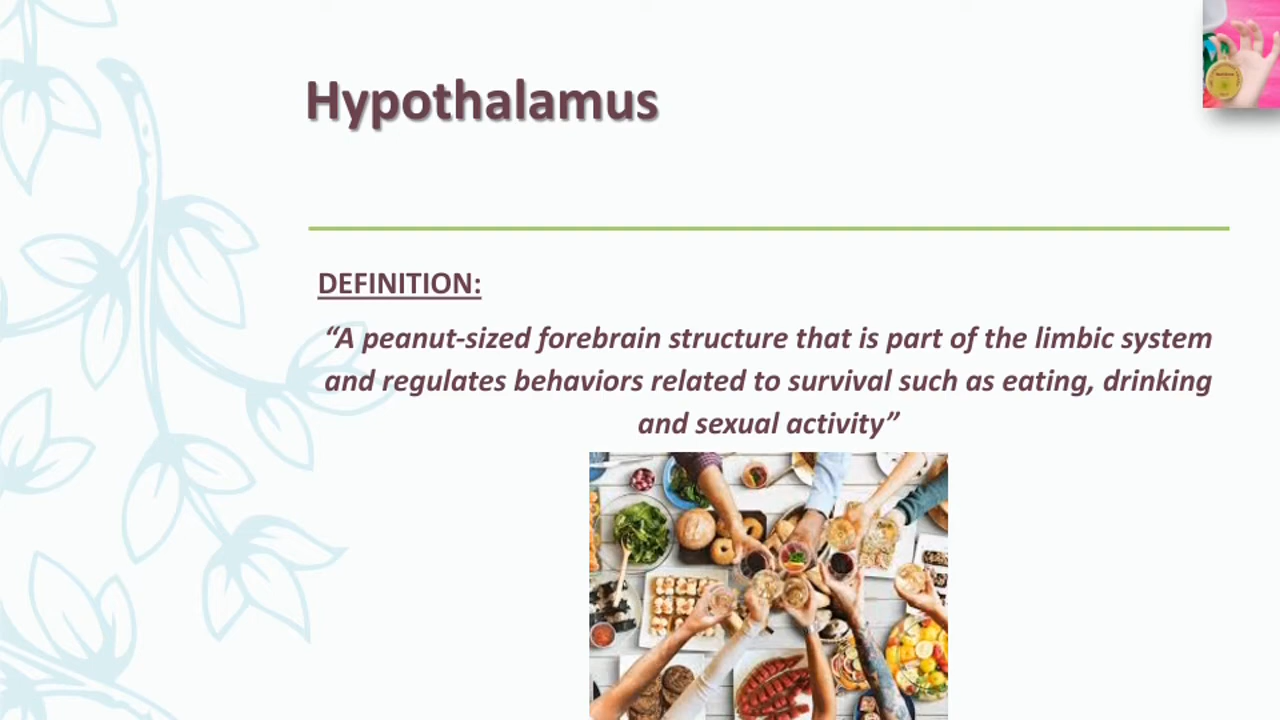 Hypothalamus
DEFINITION:
“A peanut-sized forebrain structure that is part of the limbic system
and regulates behaviors related to survival such as eating, drinking
and sexual activity”